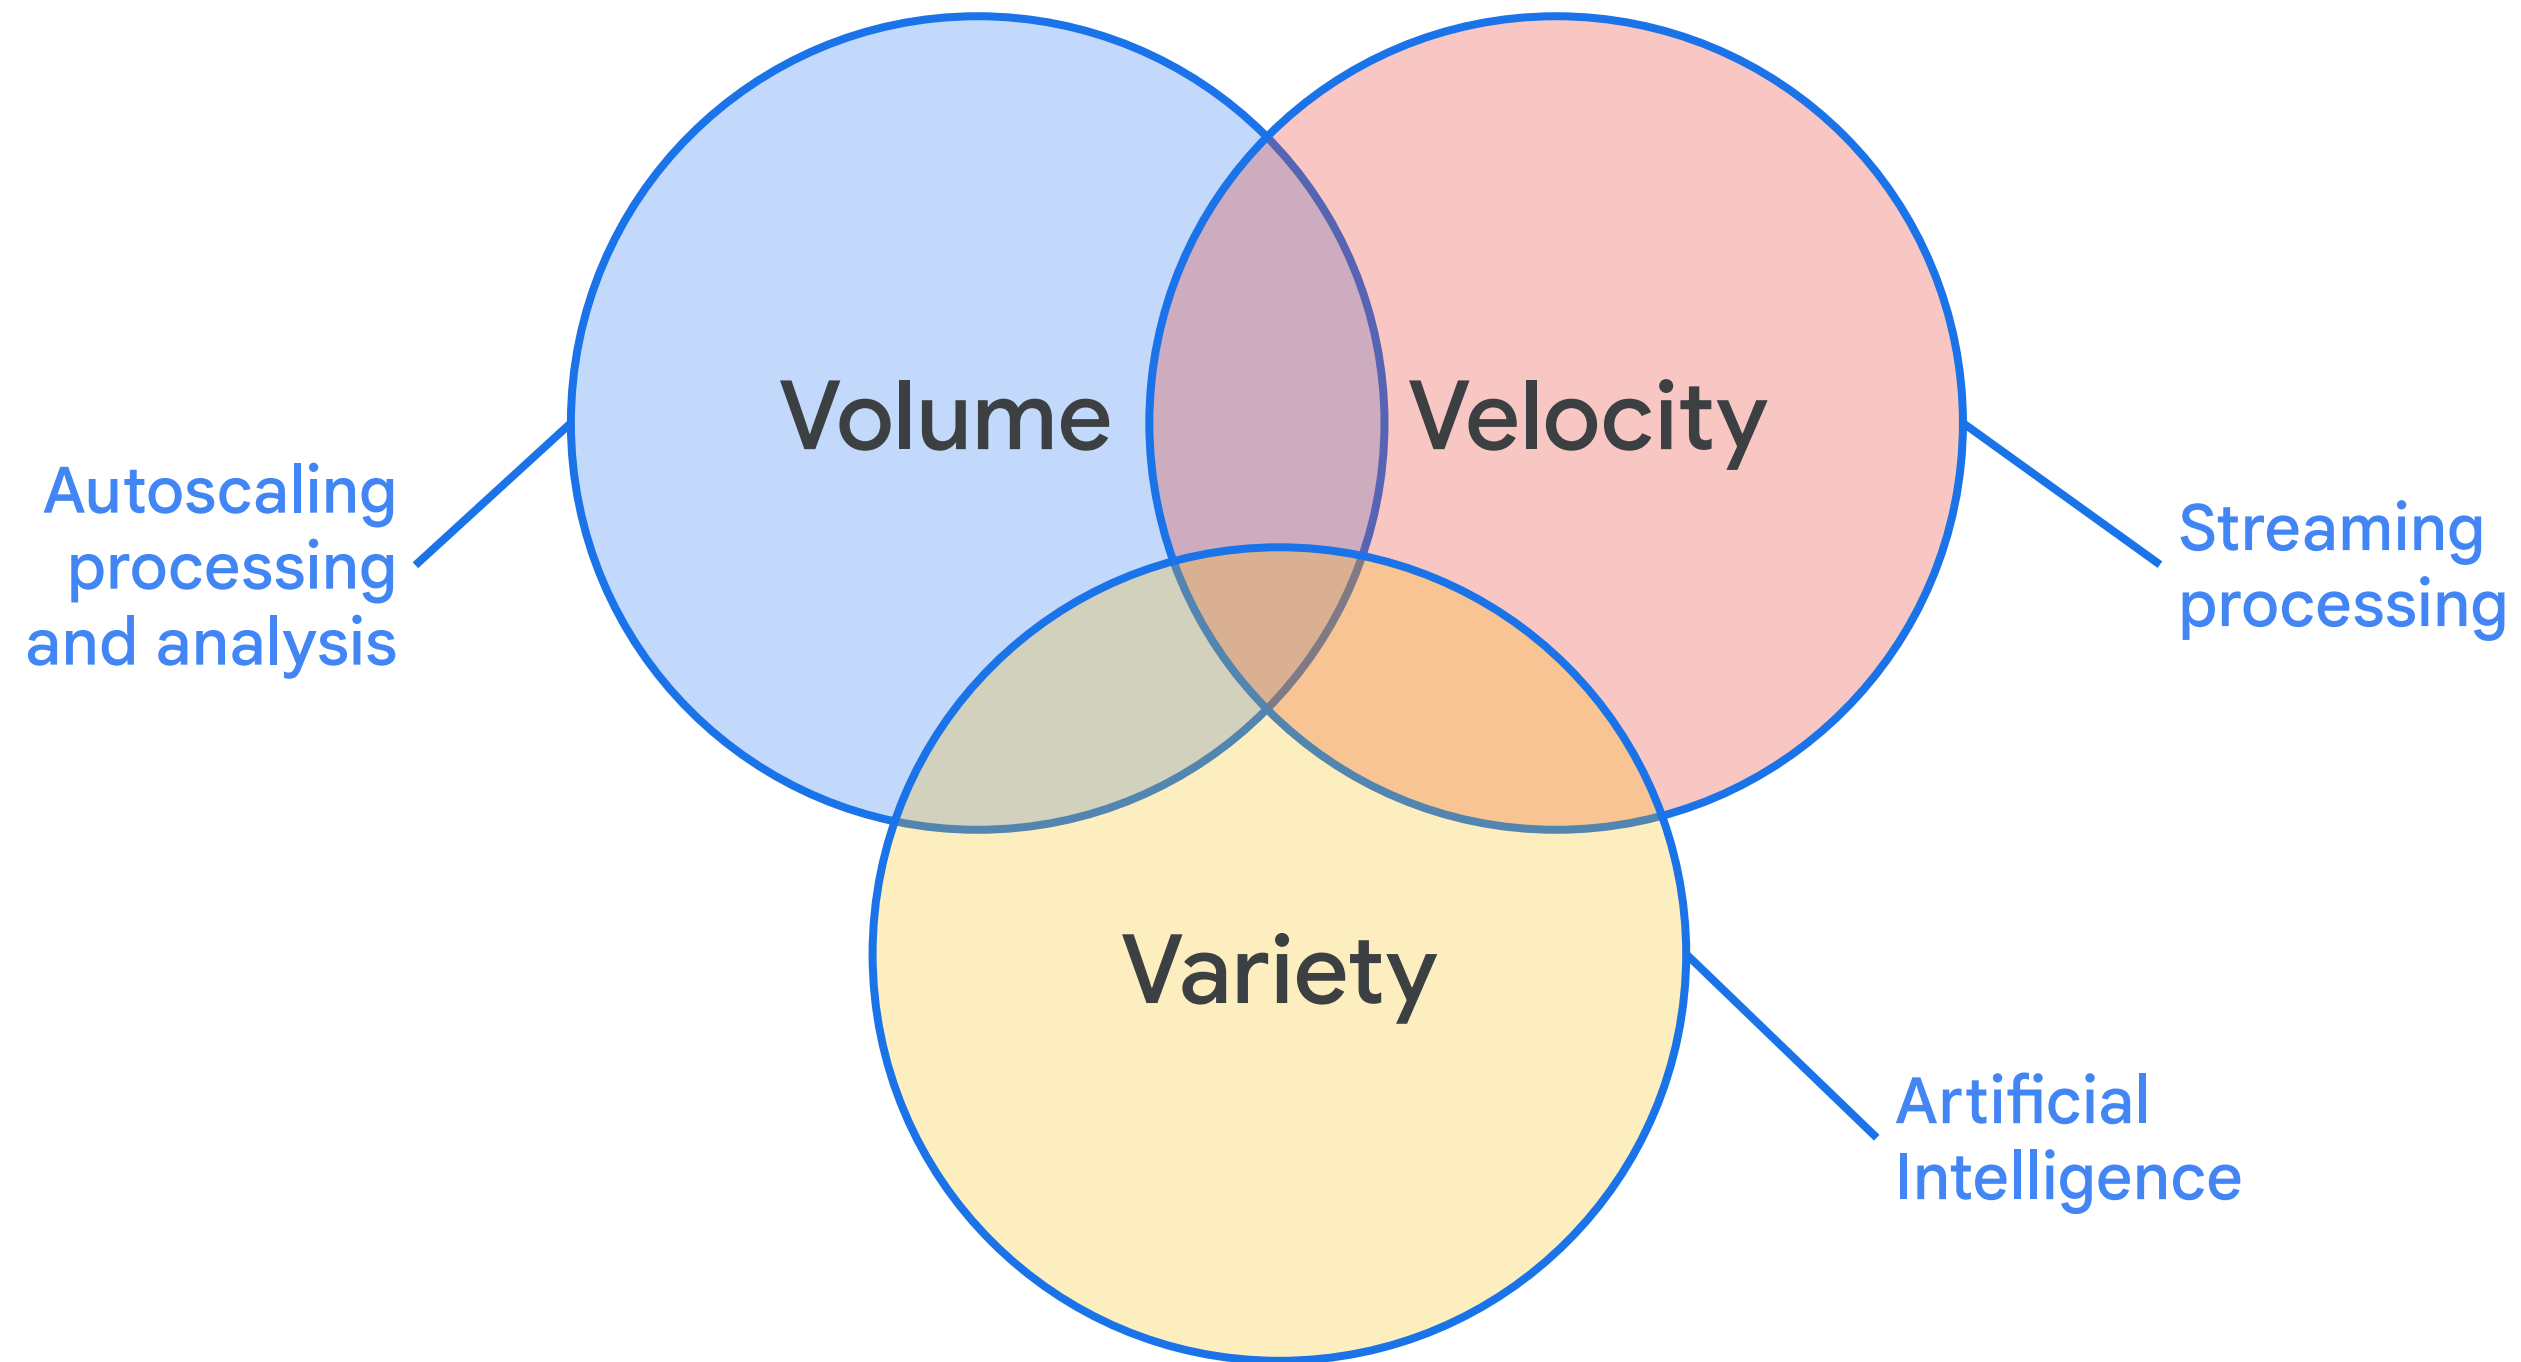 Volume
Velocity
Autoscaling
processing
and analysis
Streaming
processing
Variety
Artificial
Intelligence